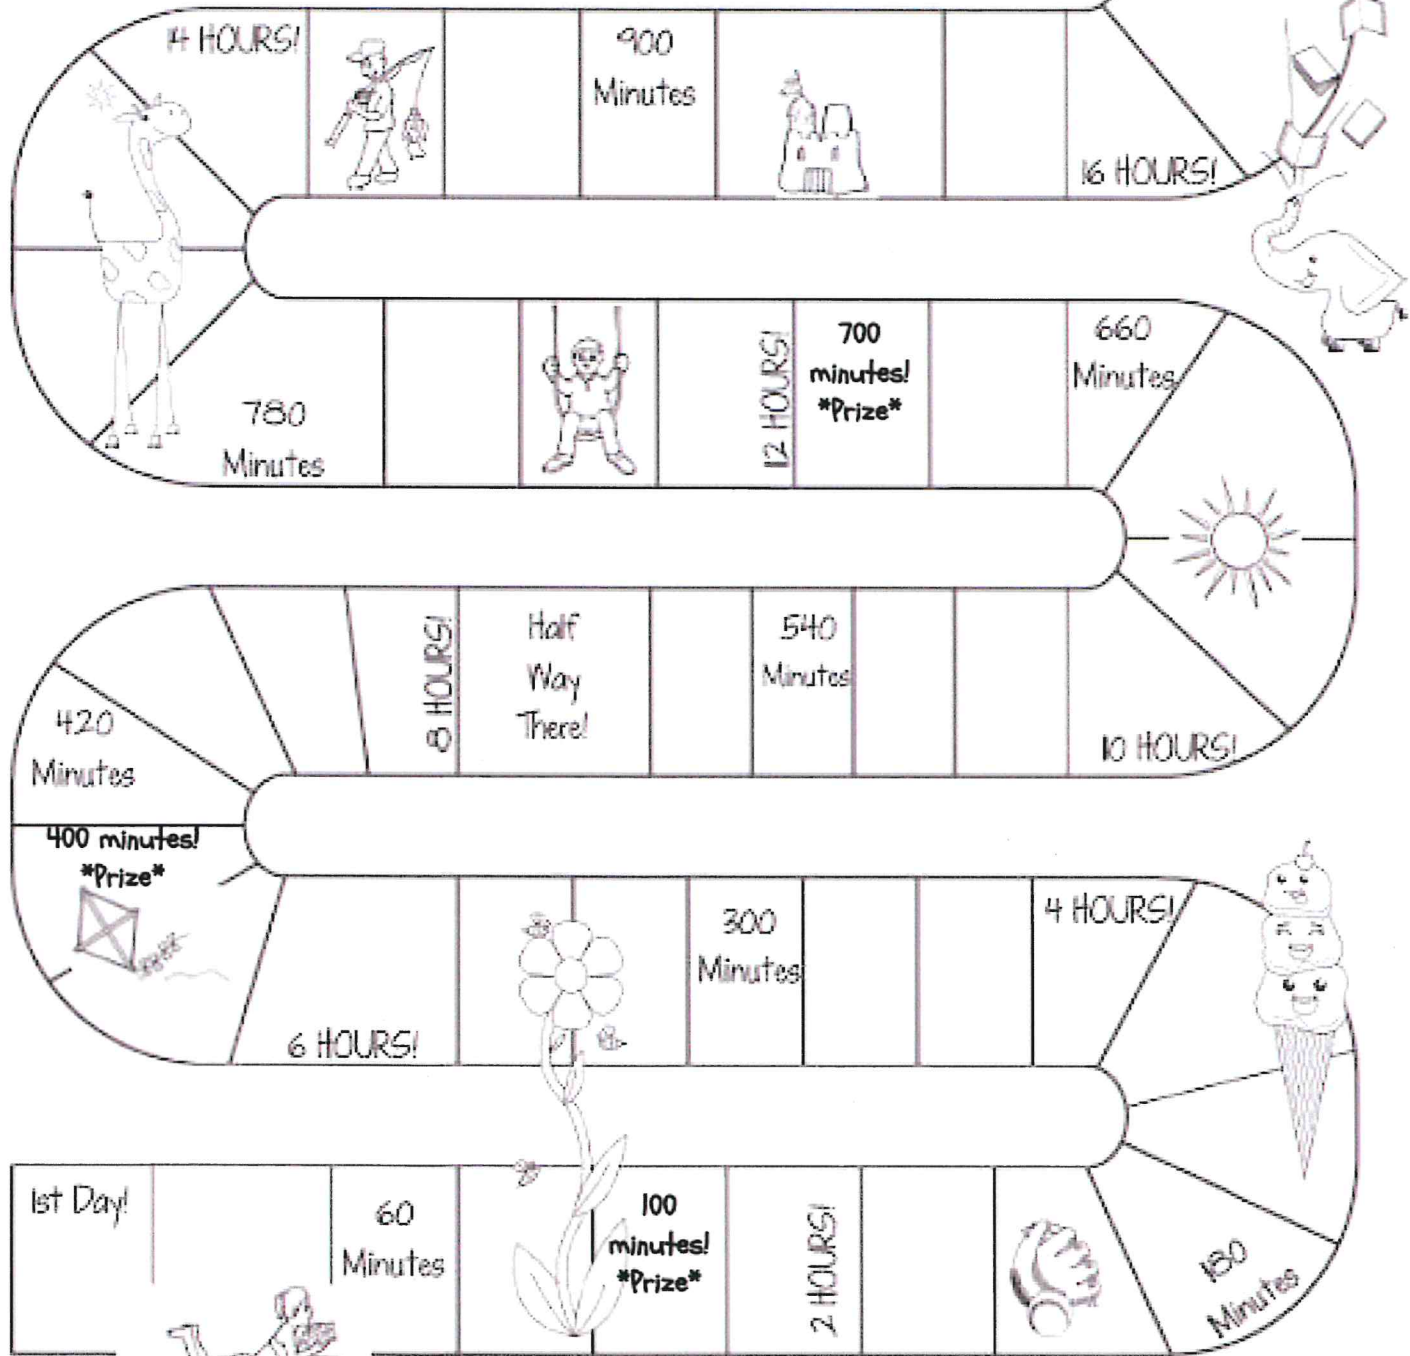 14 HOURS!
900
Minutes
16 HOURS!
780
Minutes
12 HOURS!
700
minutes!
*Prize*
660
Minutes
420
Minutes
8 HOURS!
Half
Way
There!
540
Minutes
10 HOURS!
400 minutes!
*Prize*
6 HOURS!
300
Minutes
4 HOURS!
1st Day!
60
Minutes
100
minutes!
*Prize*
2 HOURS!
180
Minutes